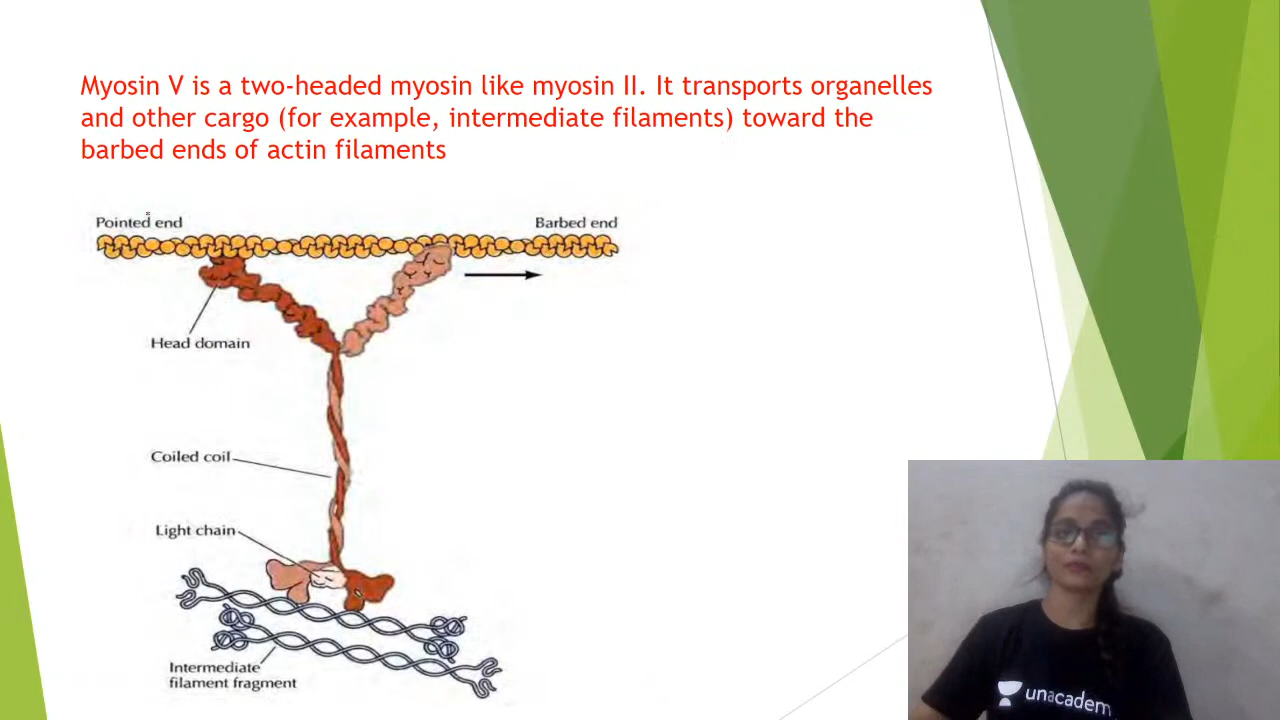 Myosin V is a two-headed myosin like myosin II. It transports organelles
and other cargo (for example, intermediate filaments) toward the
barbed ends of actin filaments
Pointed end
Barbed end
Head domain
Coiled coil
Light chain
Intermediate
filament fragment
unacadem